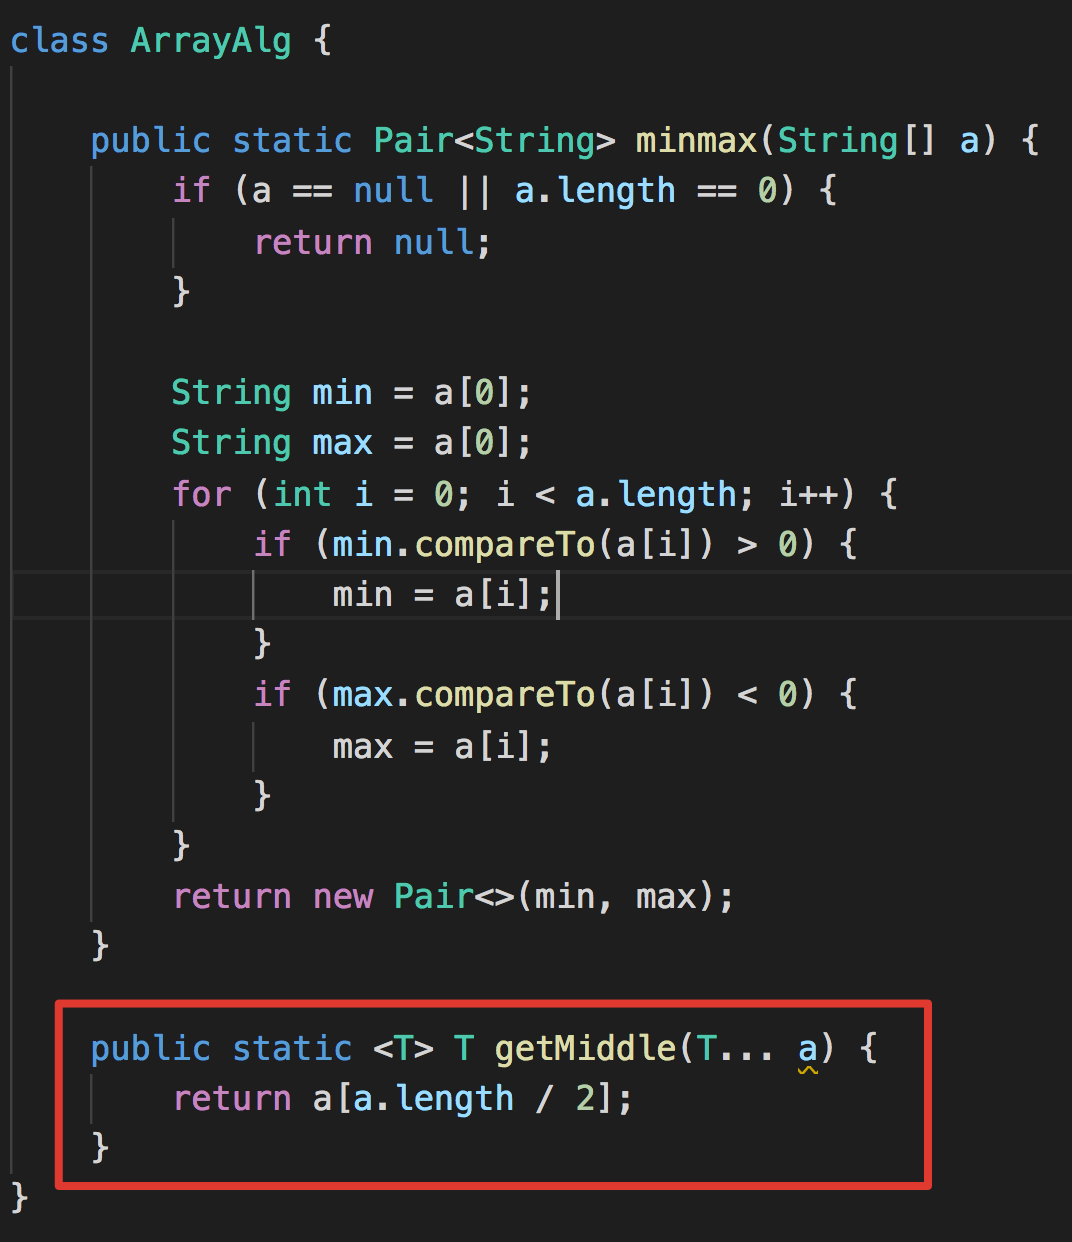 class ArrayAlg {
    public static Pair<String> minmax(String[] a) {
        if (a == null || a.length == 0) {
            return null;
        }
        String min = a[0];
        String max = a[0];
        for (int i = 0; i < a.length; i++) {
            if (min.compareTo(a[i]) > 0) {
                min = a[i];
            }
            if (max.compareTo(a[i]) < 0) {
                max = a[i];
            }
        }
        return new Pair<>(min, max);
    }
    public static <T> T getMiddle(T... a) {
        return a[a.length / 2];
    }
}